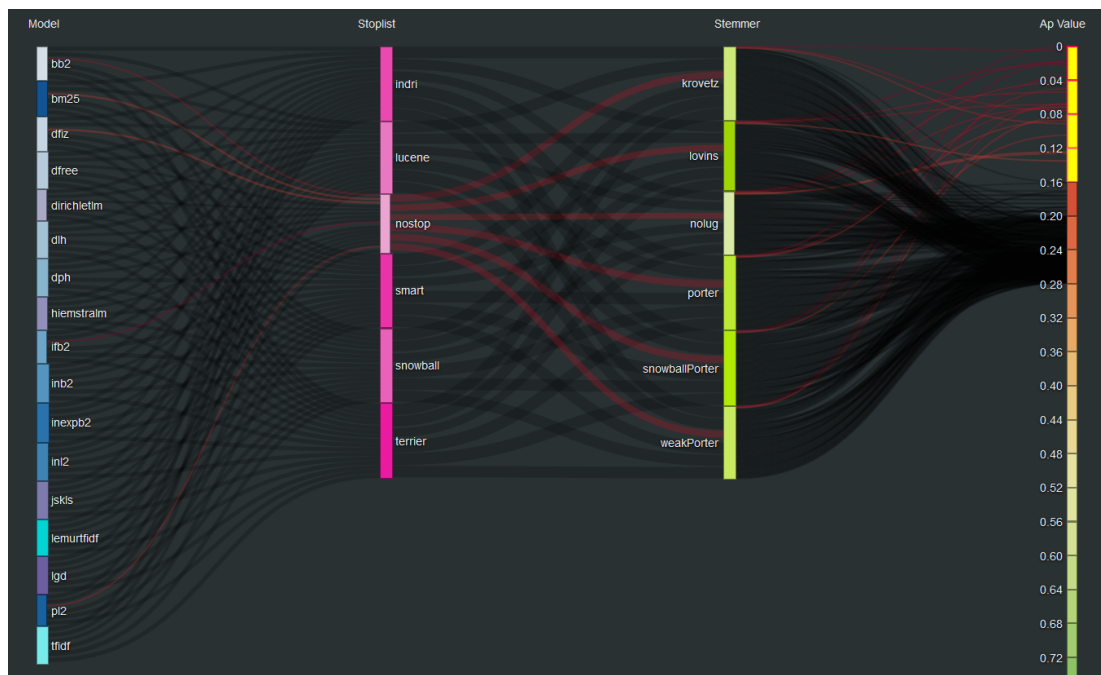 Model
Stoplist
Stemmer
Ap Value
bb2
bm25
dfiz
dfree
dirichletlm
dlh
dph
hiemstralm
ifb2
inb2
inexpb2
inl2
jskls
lemurtfidf
lgd
pl2
tfidf
indri
lucene
nostop
smart
snowball
terrier
krovetz
lovins
nolug
porter
snowballPorter
weakPorter
0
0.04
0.08
0.12
0.16
0.20
0.24
0.28
0.32
0.36
0.40
0.44
0.48
0.52
0.56
0.60
0.64
0.68
0.72